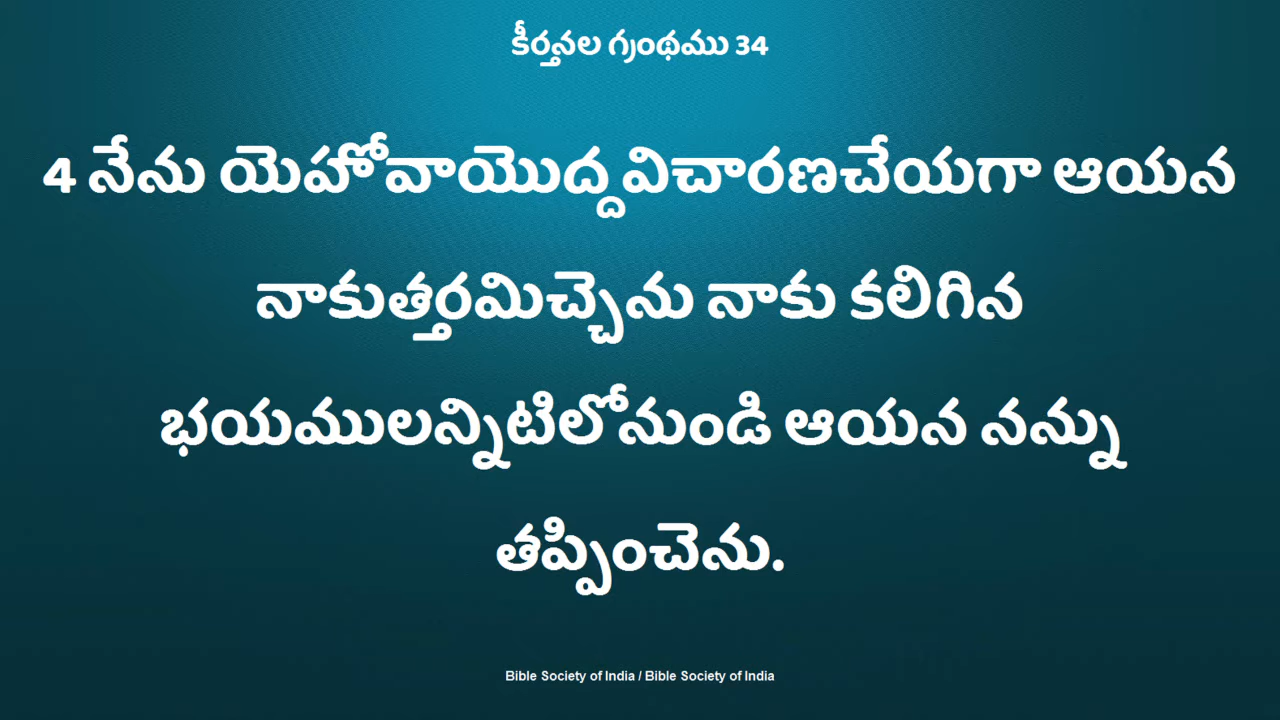 కీర్తనల గ్రంథము 34
4 నేను యెహోవాయొద్ద విచారణచేయగా ఆయన
నాకుత్తరమిచ్చెను నాకు కలిగిన
భయములన్నిటిలోనుండి ఆయన నన్ను
తప్పించెను.
Bible Society of India / Bible Society of India